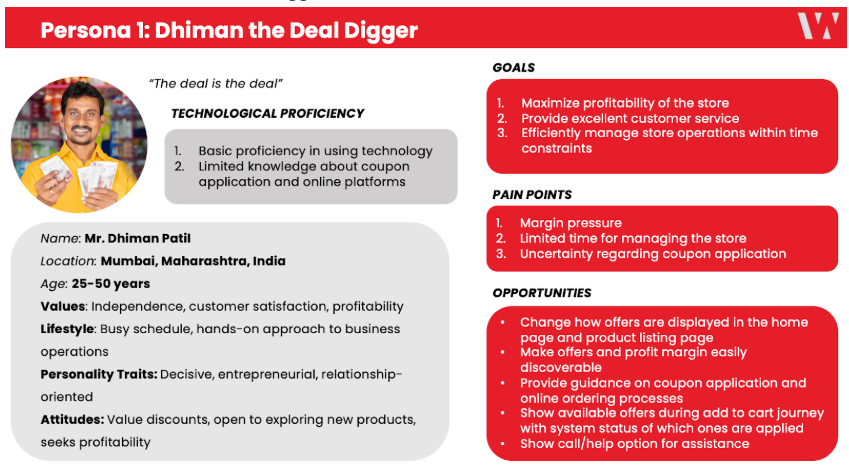 Persona 1: Dhiman the Deal Digger
W
“The deal is the deal”
TECHNOLOGICAL PROFICIENCY
1. Basic proficiency in using technology
2. Limited knowledge about coupon
application and online platforms
Name: Mr. Dhiman Patil
Location: Mumbai, Maharashtra, India
Age: 25-50 years
Values: Independence, customer satisfaction, profitability
Lifestyle: Busy schedule, hands-on approach to business
operations
Personality Traits: Decisive, entrepreneurial, relationship-
oriented
Attitudes: Value discounts, open to exploring new products,
seeks profitability
GOALS
1. Maximize profitability of the store
2. Provide excellent customer service
3. Efficiently manage store operations within time
constraints
PAIN POINTS
1. Margin pressure
2. Limited time for managing the store
3. Uncertainty regarding coupon application
OPPORTUNITIES
• Change how offers are displayed in the home
page and product listing page
• Make offers and profit margin easily
discoverable
• Provide guidance on coupon application and
online ordering processes
• Show available offers during add to cart journey
with system status of which ones are applied
• Show call/help option for assistance